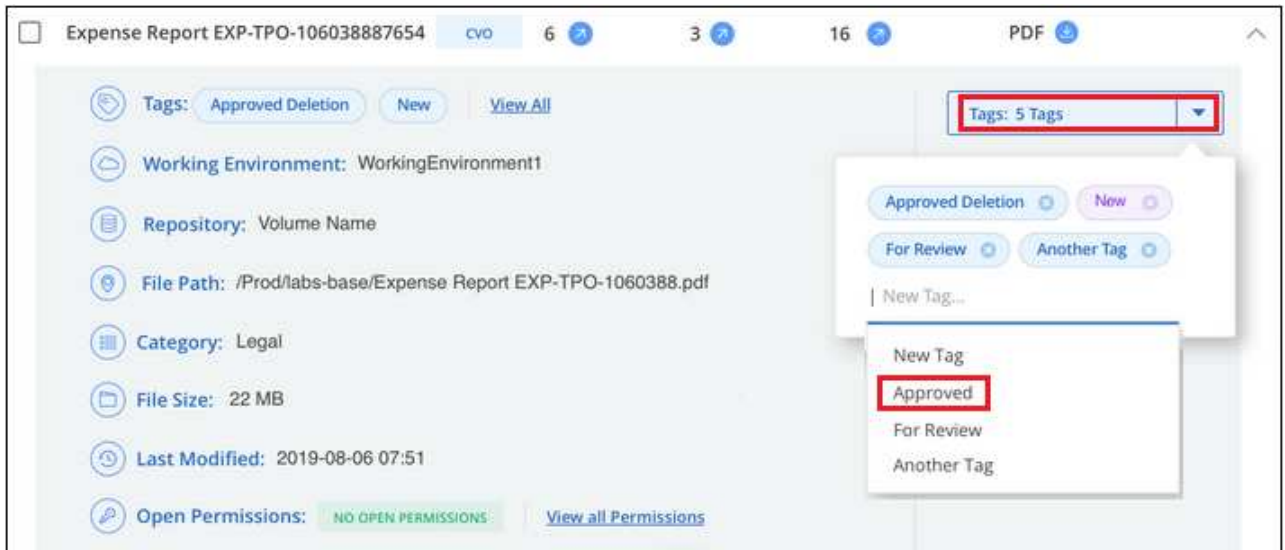 Expense Report EXP-TPO-106038887654 CVO 6 3 16 PDF
Tags: Approved Deletion New View All
Tags: 5 Tags
Working Environment: WorkingEnvironment1
Repository: Volume Name
File Path: /Prod/labs-base/Expense Report EXP-TPO-1060388.pdf
Category: Legal
File Size: 22 MB
Last Modified: 2019-08-06 07:51
Open Permissions: NO OPEN PERMISSIONS View all Permissions
Approved Deletion New
For Review Another Tag
New Tag...
New Tag
Approved
For Review
Another Tag